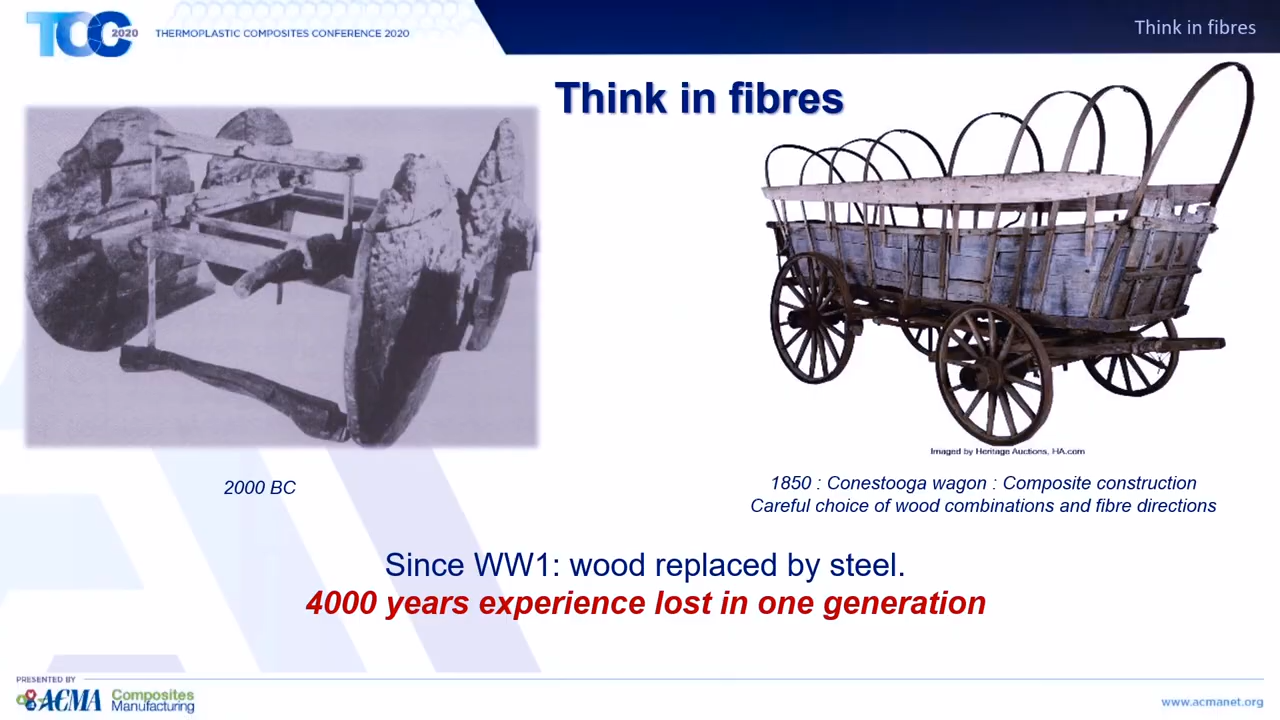 TCC 2020
THERMOPLASTIC COMPOSITES CONFERENCE 2020
Think in fibres
Think in fibres
Imaged by Heritage Auctions, HA.com
2000 BC
1850 : Conestooga wagon : Composite construction
Careful choice of wood combinations and fibre directions
Since WW1: wood replaced by steel.
4000 years experience lost in one generation
PRESENTED BY
ACMA
Composites
Manufacturing
www.acmanet.org